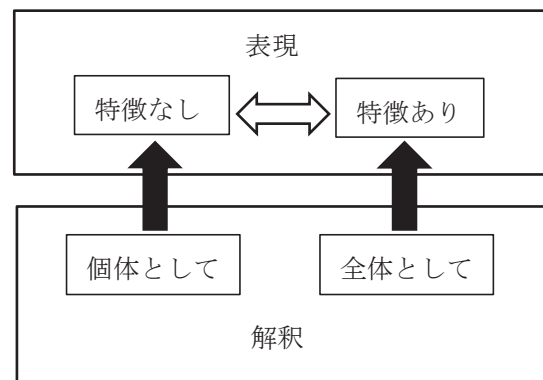 表現
特徴なし
特徴あり
個体として
全体として
解釈